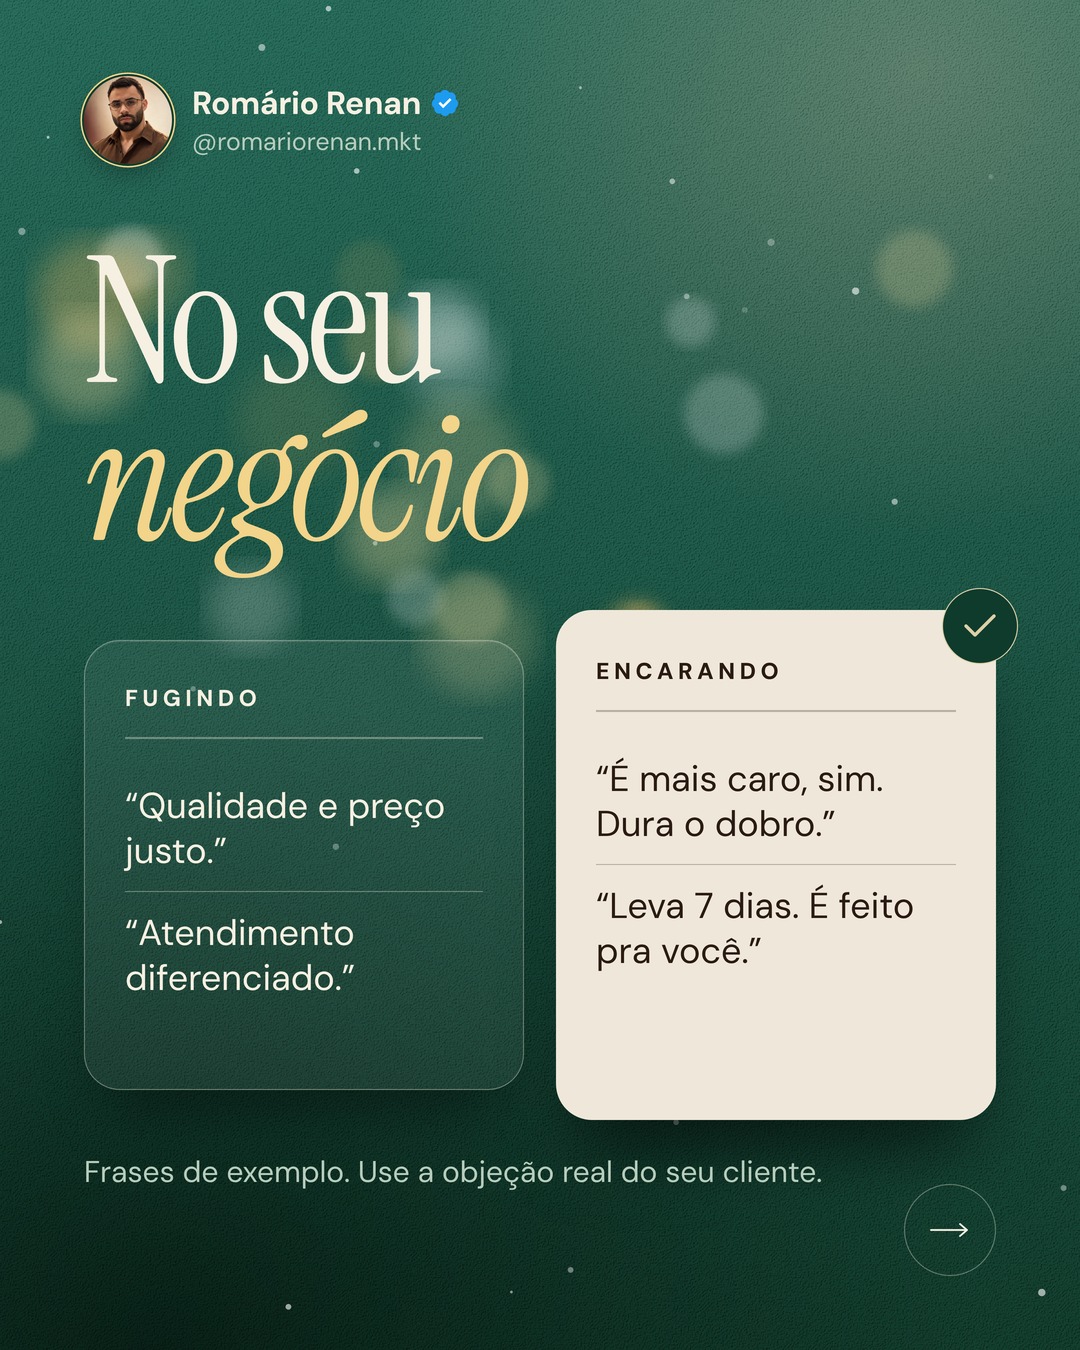 Romário Renan
@romariorenan.mkt
No seu
negócio
FUGINDO
“Qualidade e preço
justo.”
“Atendimento
diferenciado.”
ENCARANDO
“É mais caro, sim.
Dura o dobro.”
“Leva 7 dias. É feito
pra você.”
Frases de exemplo. Use a objeção real do seu cliente.